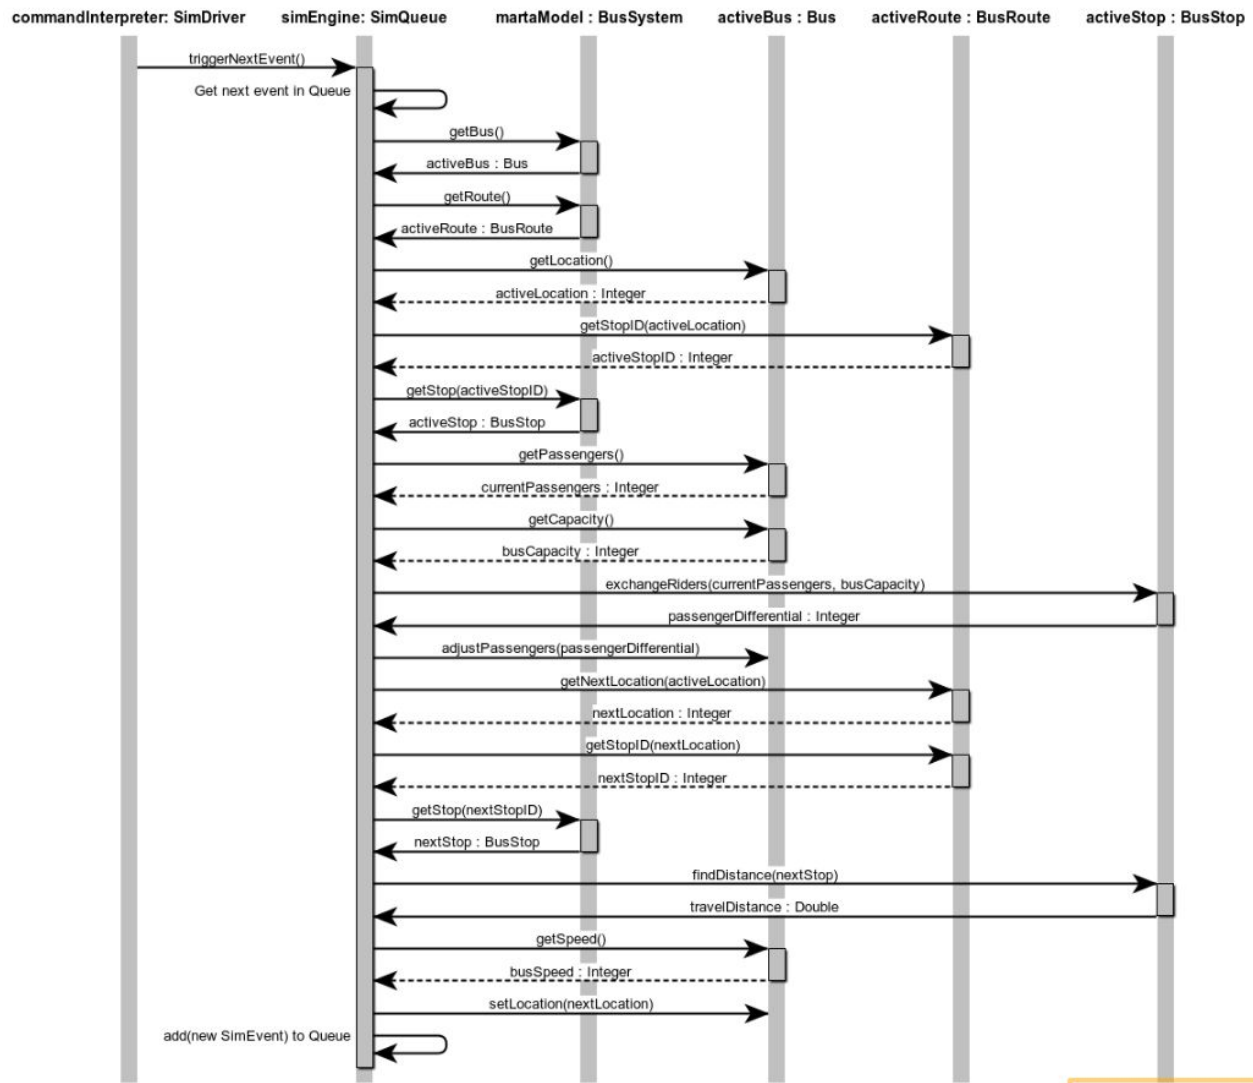 commandInterpreter: SimDriver simEngine: SimQueue martaModel : BusSystem activeBus : Bus activeRoute : BusRoute activeStop : BusStop
triggerNextEvent()
Get next event in Queue
getBus()
activeBus : Bus
getRoute()
activeRoute : BusRoute
getLocation()
activeLocation : Integer
getStopID(activeLocation)
activeStopID : Integer
getStop(activeStopID)
activeStop : BusStop
getPassengers()
currentPassengers : Integer
getCapacity()
busCapacity : Integer
exchangeRiders(currentPassengers, busCapacity)
passengerDifferential : Integer
adjustPassengers(passengerDifferential)
getNextLocation(activeLocation)
nextLocation : Integer
getStopID(nextLocation)
nextStopID : Integer
getStop(nextStopID)
nextStop : BusStop
findDistance(nextStop)
travelDistance : Double
getSpeed()
busSpeed : Integer
setLocation(nextLocation)
add(new SimEvent) to Queue